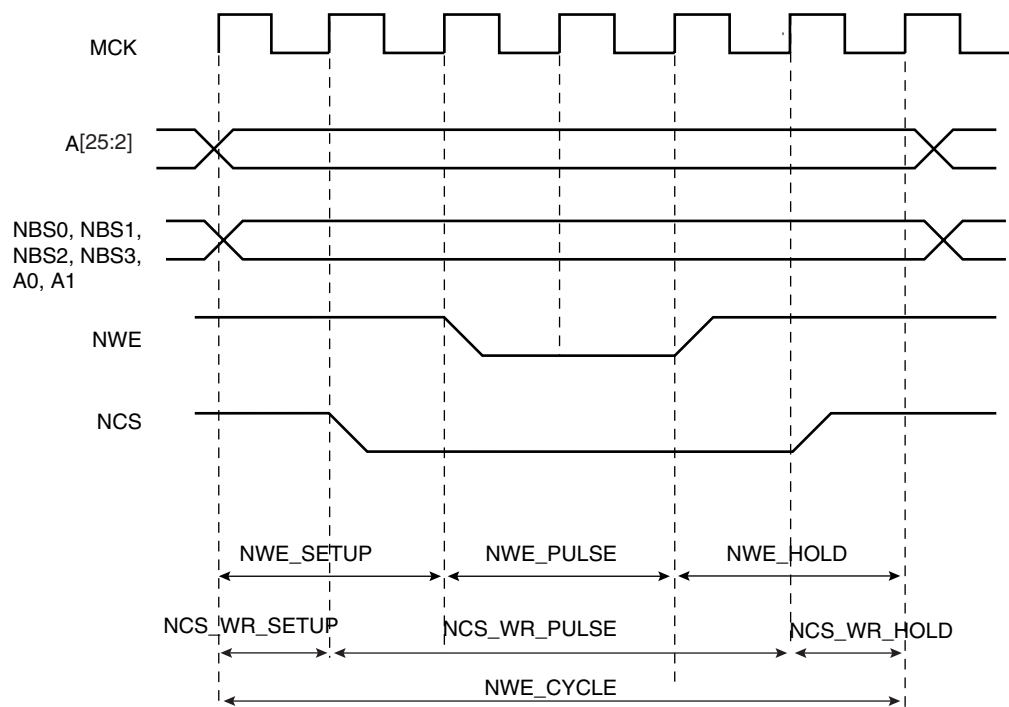 MCK
A[25:2]
NBS0, NBS1,
NBS2, NBS3,
A0, A1
NWE
NCS
NWE_SETUP
NWE_PULSE
NWE_HOLD
NCS_WR_SETUP
NCS_WR_PULSE
NCS_WR_HOLD
NWE_CYCLE